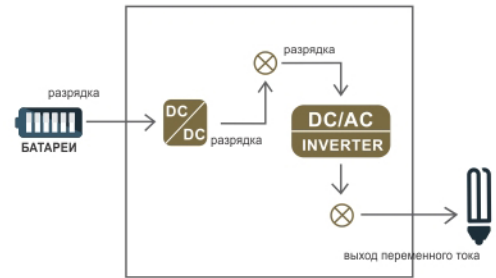 разрядка
разрядка
БАТАРЕИ
DC
DC
разрядка
DC/AC
INVERTER
выход переменного тока